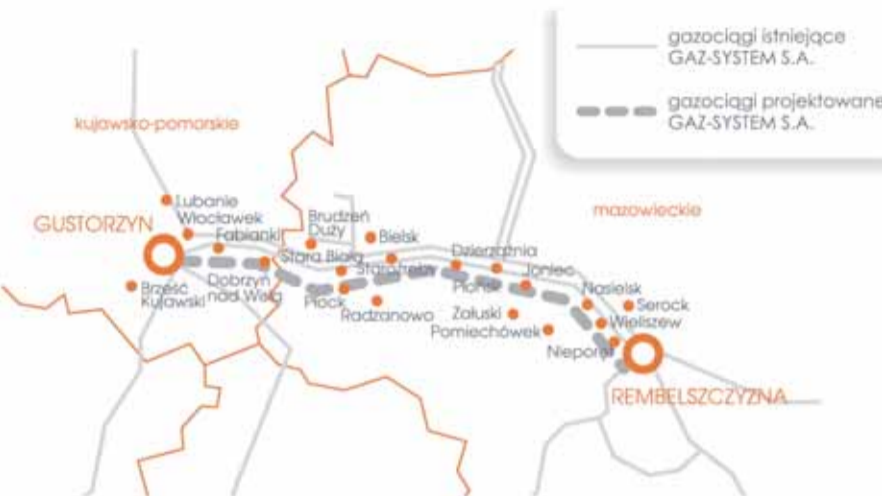 gazociągi istniejące
GAZ-SYSTEM S.A.
gazociągi projektowane
GAZ-SYSTEM S.A.
kujawsko-pomorskie
mazowieckie
Lubanie
Włocławek
GUSTORZYN
Fabianki
Brudzeń
Duży
Bielsk
Stara Biała
Staroźreby
Dzierzążnia
Joniec
Brześć
Kujawski
Dobrzyń
nad Wisłą
Płock
Radzanowo
Płońsk
Załuski
Pomiechówek
Nasielsk
Serock
Wieliszew
Nieporęt
REMBELSZCZYZNA